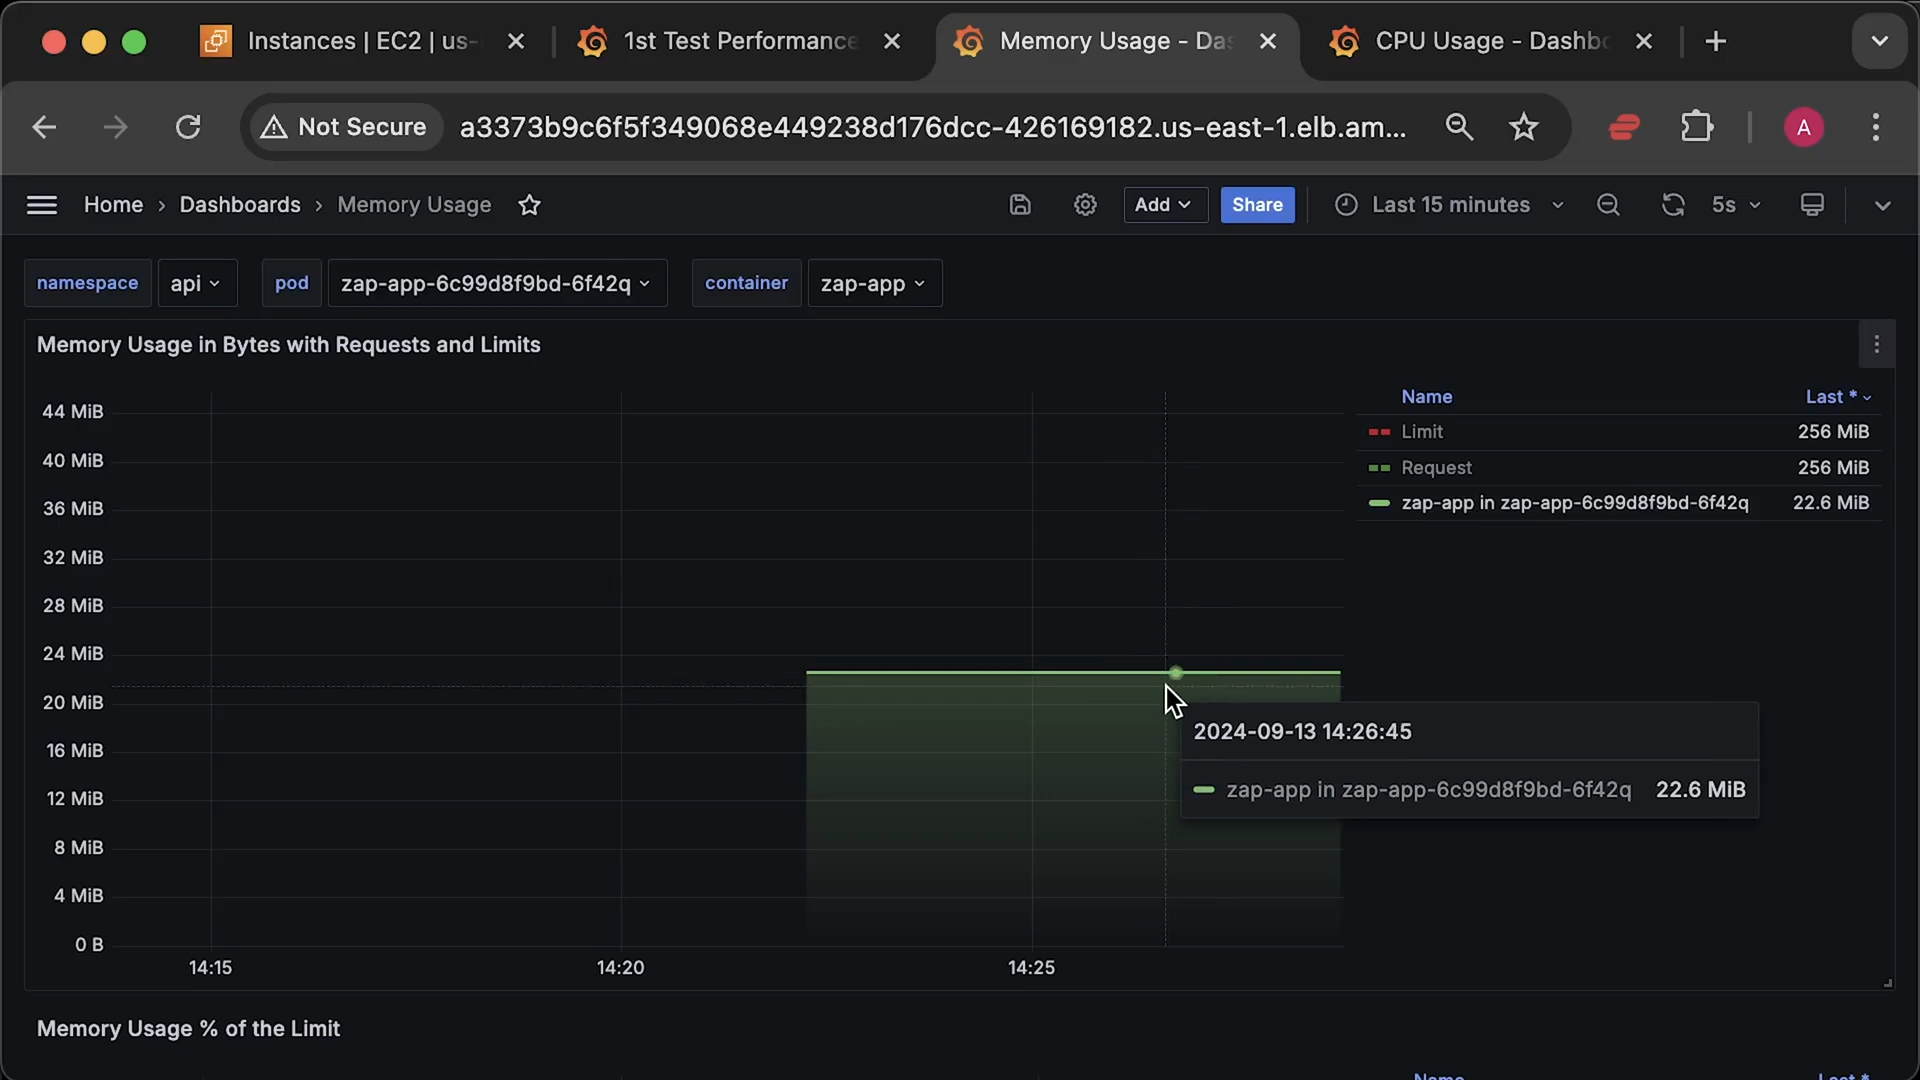 Instances | EC2 | us-
1st Test Performance
Memory Usage - Das
CPU Usage - Dashbo
Not Secure
a3373b9c6f5f349068e449238d176dcc-426169182.us-east-1.elb.am...
A
Home › Dashboards › Memory Usage
Add
Share
Last 15 minutes
5s
namespace
api
pod
zap-app-6c99d8f9bd-6f42q
container
zap-app
Memory Usage in Bytes with Requests and Limits
44 MiB
40 MiB
36 MiB
32 MiB
28 MiB
24 MiB
20 MiB
16 MiB
12 MiB
8 MiB
4 MiB
0 B
14:15
14:20
14:25
Name Last *
Limit 256 MiB
Request 256 MiB
zap-app in zap-app-6c99d8f9bd-6f42q 22.6 MiB
2024-09-13 14:26:45
zap-app in zap-app-6c99d8f9bd-6f42q 22.6 MiB
Memory Usage % of the Limit
Name Last *